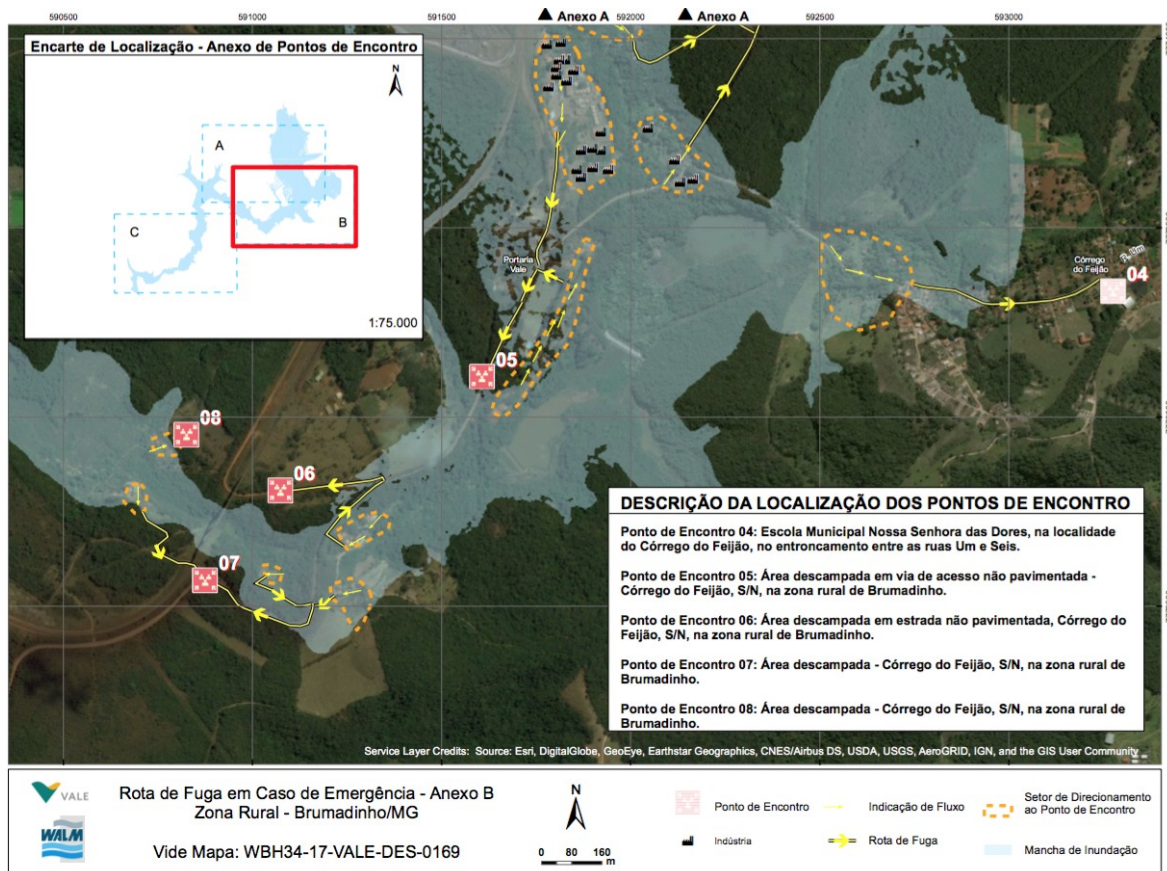 590500 591000 591500 592000 592500 593000
Anexo A Anexo A
Encarte de Localização - Anexo de Pontos de Encontro
N
A
B
C
1:75.000
Portaria
Vale
Córrego
do Feijão
04
05
08
06
07
DESCRIÇÃO DA LOCALIZAÇÃO DOS PONTOS DE ENCONTRO
Ponto de Encontro 04: Escola Municipal Nossa Senhora das Dores, na localidade
do Córrego do Feijão, no entroncamento entre as ruas Um e Seis.
Ponto de Encontro 05: Área descampada em via de acesso não pavimentada -
Córrego do Feijão, S/N, na zona rural de Brumadinho.
Ponto de Encontro 06: Área descampada em estrada não pavimentada, Córrego do
Feijão, S/N, na zona rural de Brumadinho.
Ponto de Encontro 07: Área descampada - Córrego do Feijão, S/N, na zona rural de
Brumadinho.
Ponto de Encontro 08: Área descampada - Córrego do Feijão, S/N, na zona rural de
Brumadinho.
Service Layer Credits: Source: Esri, DigitalGlobe, GeoEye, Earthstar Geographics, CNES/Airbus DS, USDA, USGS, AeroGRID, IGN, and the GIS User Community
VALE
WALM
Rota de Fuga em Caso de Emergência - Anexo B
Zona Rural - Brumadinho/MG
Vide Mapa: WBH34-17-VALE-DES-0169
N
0 80 160
m
Ponto de Encontro
Indicação de Fluxo
Setor de Direcionamento
ao Ponto de Encontro
Indústria
Rota de Fuga
Mancha de Inundação